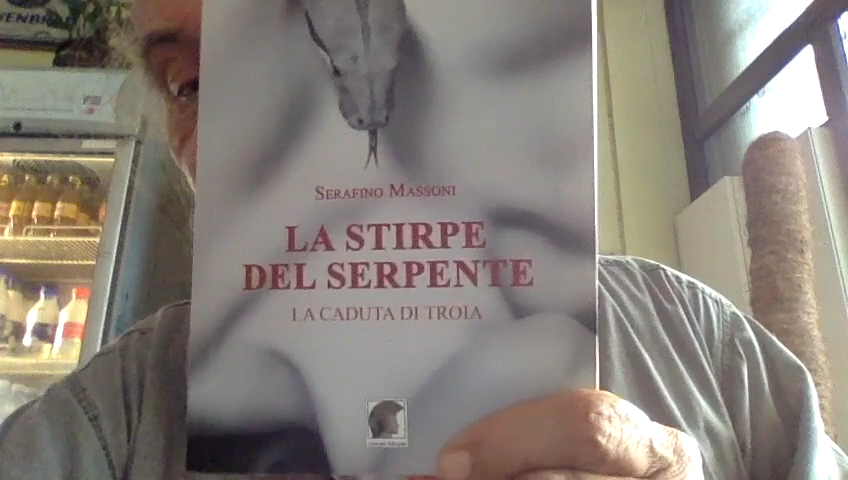 SERAFINO MASSONI
LA STIRPE
DEL SERPENTE
LA CADUTA DI TROIA